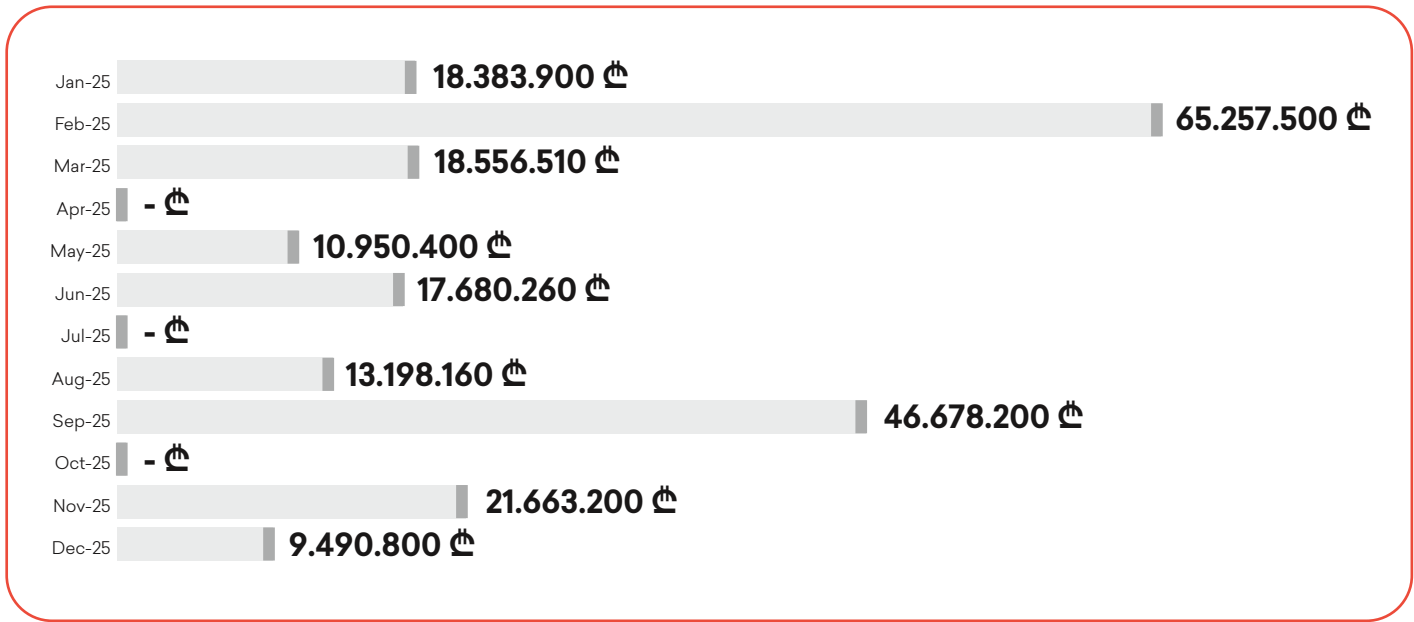 Jan-25 18.383.900 ₾
Feb-25 65.257.500 ₾
Mar-25 18.556.510 ₾
Apr-25 - ₾
May-25 10.950.400 ₾
Jun-25 17.680.260 ₾
Jul-25 - ₾
Aug-25 13.198.160 ₾
Sep-25 46.678.200 ₾
Oct-25 - ₾
Nov-25 21.663.200 ₾
Dec-25 9.490.800 ₾